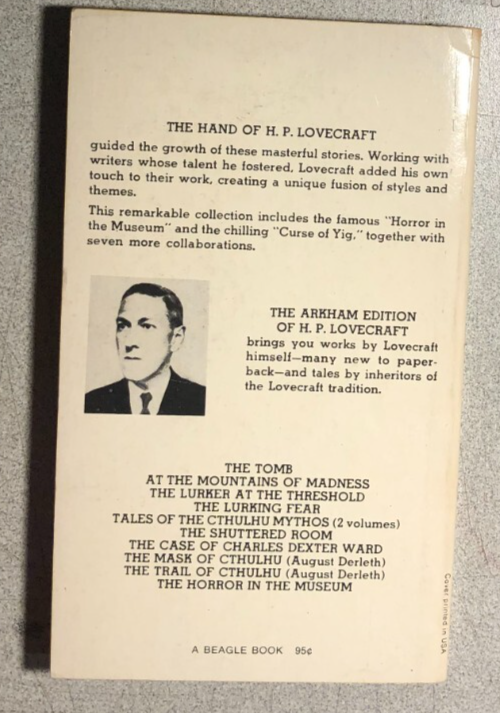 THE HAND OF H. P. LOVECRAFT
guided the growth of these masterful stories. Working with
writers whose talent he fostered, Lovecraft added his own
touch to their work, creating a unique fusion of styles and
themes.
This remarkable collection includes the famous "Horror in
the Museum" and the chilling "Curse of Yig," together with
seven more collaborations.
THE ARKHAM EDITION
OF H. P. LOVECRAFT
brings you works by Lovecraft
himself—many new to paper-
back—and tales by inheritors of
the Lovecraft tradition.
THE TOMB
AT THE MOUNTAINS OF MADNESS
THE LURKER AT THE THRESHOLD
THE LURKING FEAR
TALES OF THE CTHULHU MYTHOS (2 volumes)
THE SHUTTERED ROOM
THE CASE OF CHARLES DEXTER WARD
THE MASK OF CTHULHU (August Derleth)
THE TRAIL OF CTHULHU (August Derleth)
THE HORROR IN THE MUSEUM
A BEAGLE BOOK 95¢
Cover printed in USA